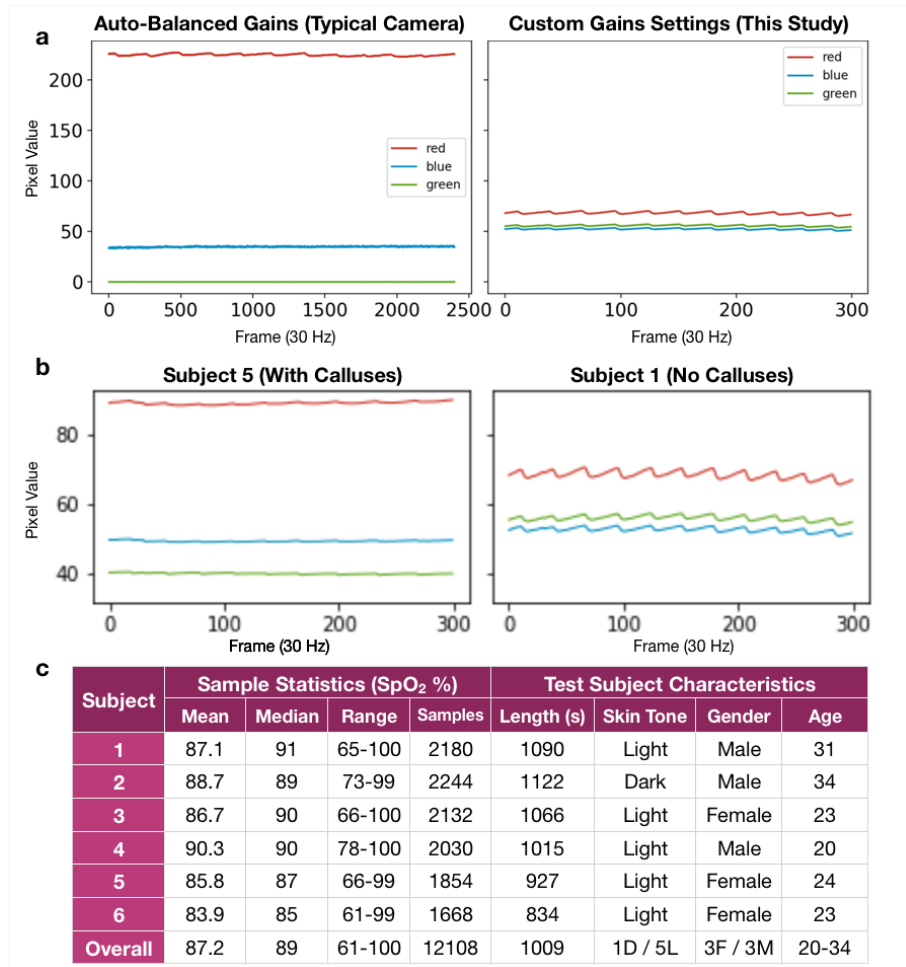 a
Auto-Balanced Gains (Typical Camera)
Custom Gains Settings (This Study)
Pixel Value
200
150
100
50
0
red
blue
green
red
blue
green
0 500 1000 1500 2000 2500
0 100 200 300
Frame (30 Hz)
Frame (30 Hz)
b
Subject 5 (With Calluses)
Subject 1 (No Calluses)
Pixel Value
80
60
40
0 100 200 300
0 100 200 300
Frame (30 Hz)
Frame (30 Hz)
c
Subject Sample Statistics (SpO₂ %) Test Subject Characteristics
Mean Median Range Samples Length (s) Skin Tone Gender Age
1 87.1 91 65-100 2180 1090 Light Male 31
2 88.7 89 73-99 2244 1122 Dark Male 34
3 86.7 90 66-100 2132 1066 Light Female 23
4 90.3 90 78-100 2030 1015 Light Male 20
5 85.8 87 66-99 1854 927 Light Female 24
6 83.9 85 61-99 1668 834 Light Female 23
Overall 87.2 89 61-100 12108 1009 1D / 5L 3F / 3M 20-34